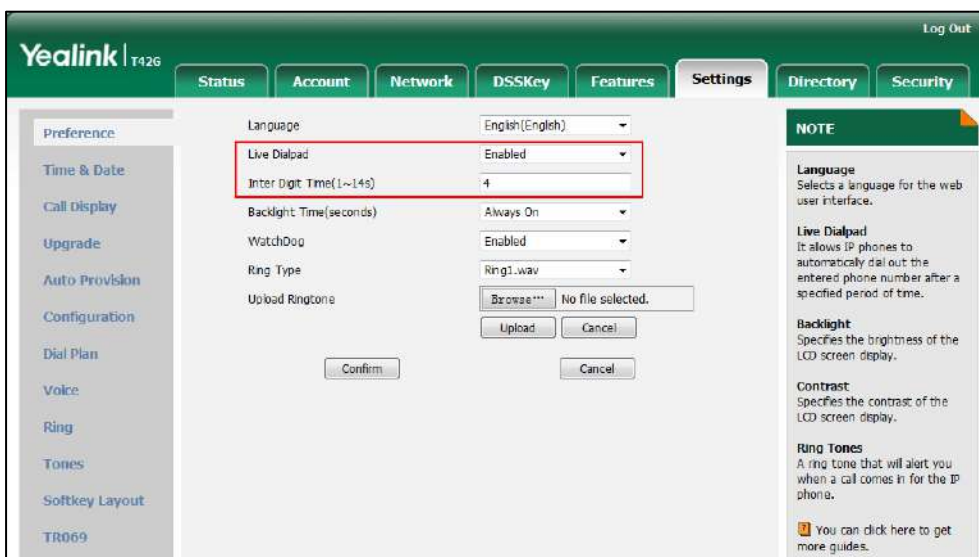 Log Out
Yealink | T42G
Status Account Network DSSKey Features Settings Directory Security
Preference
Time & Date
Call Display
Upgrade
Auto Provision
Configuration
Dial Plan
Voice
Ring
Tones
Softkey Layout
TR069
Language English(English)
Live Dialpad Enabled
Inter Digit Time(1~14s) 4
Backlight Time(seconds) Always On
WatchDog Enabled
Ring Type Ring1.wav
Upload Ringtone Browse... No file selected.
Upload Cancel
Confirm Cancel
NOTE
Language
Selects a language for the web
user interface.
Live Dialpad
It allows IP phones to
automatically dial out the
entered phone number after a
specified period of time.
Backlight
Specifies the brightness of the
LCD screen display.
Contrast
Specifies the contrast of the
LCD screen display.
Ring Tones
A ring tone that will alert you
when a call comes in for the IP
phone.
You can click here to get
more guides.